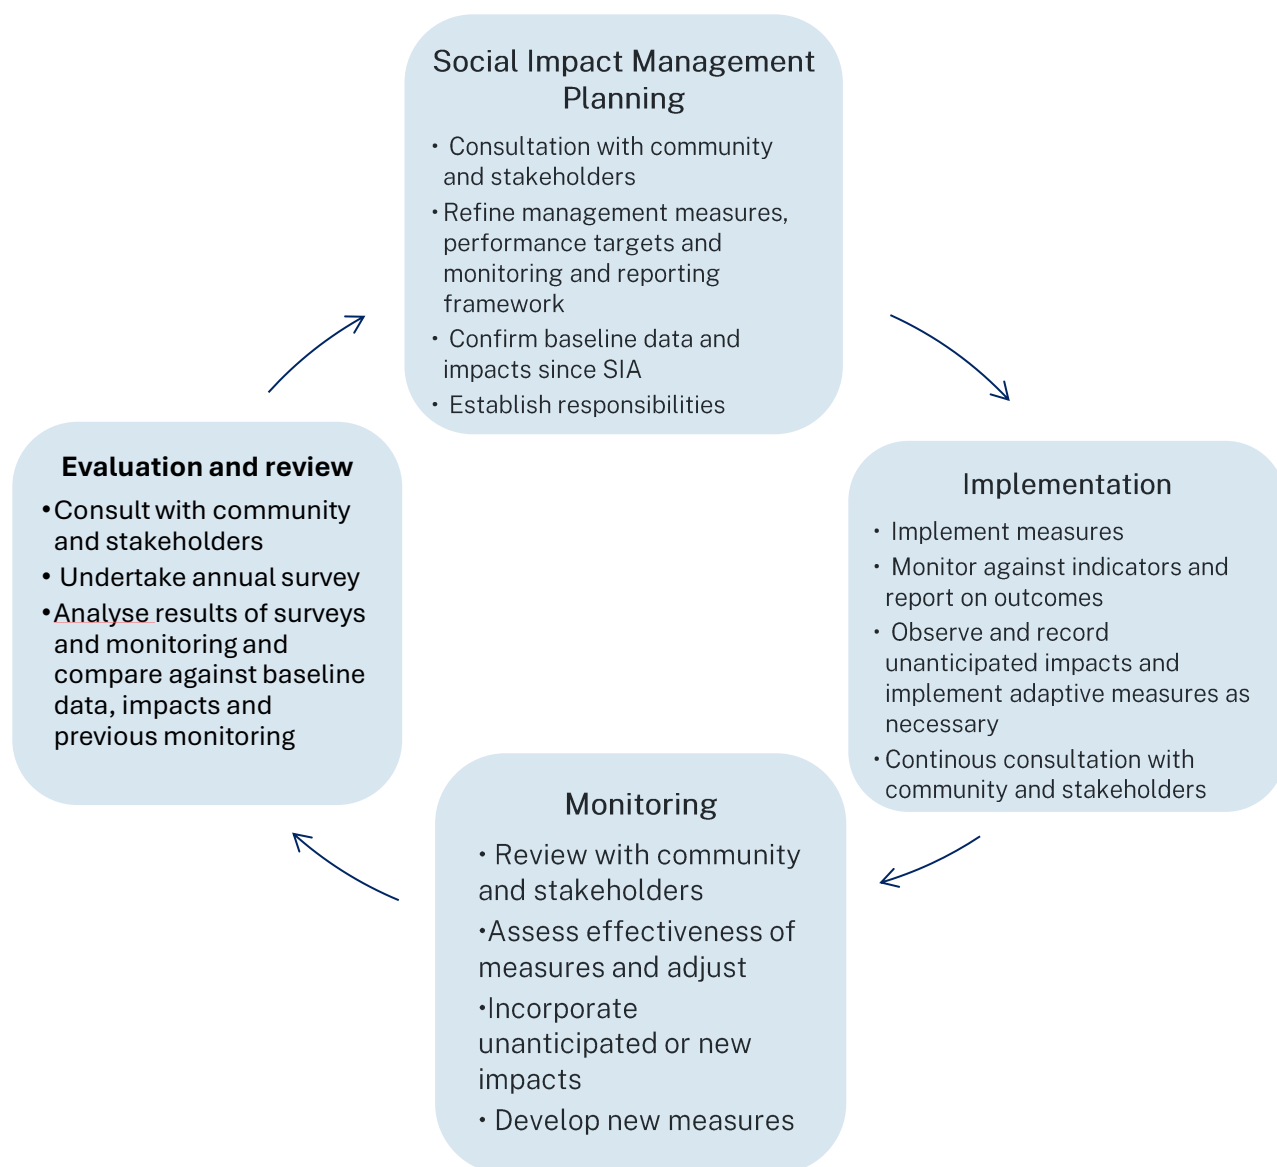 Social Impact Management
Planning
• Consultation with community
and stakeholders
• Refine management measures,
performance targets and
monitoring and reporting
framework
• Confirm baseline data and
impacts since SIA
• Establish responsibilities
Implementation
• Implement measures
• Monitor against indicators and
report on outcomes
• Observe and record
unanticipated impacts and
implement adaptive measures as
necessary
• Continous consultation with
community and stakeholders
Monitoring
• Review with community
and stakeholders
•Assess effectiveness of
measures and adjust
•Incorporate
unanticipated or new
impacts
• Develop new measures
Evaluation and review
•Consult with community
and stakeholders
• Undertake annual survey
•Analyse results of surveys
and monitoring and
compare against baseline
data, impacts and
previous monitoring